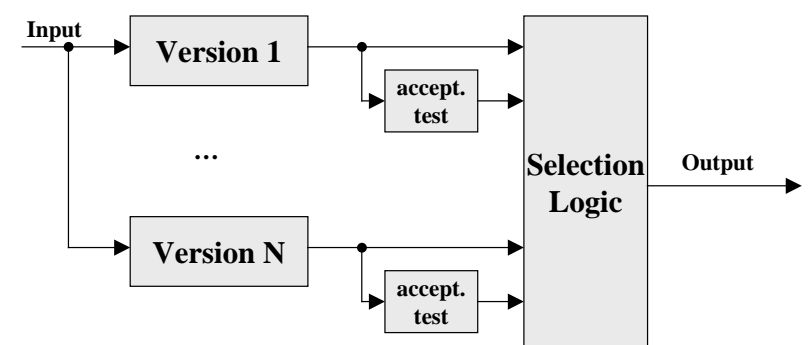 Input
Version 1
accept.
test
...
Selection
Logic
Output
Version N
accept.
test